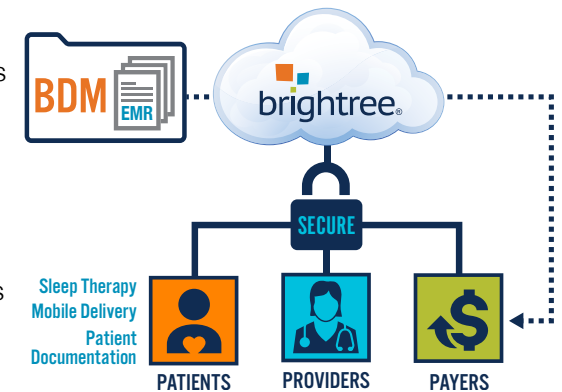 s
BDM
EMR
brightree®
SECURE
s
Sleep Therapy
Mobile Delivery
Patient
Documentation
$
PATIENTS
PROVIDERS
PAYERS